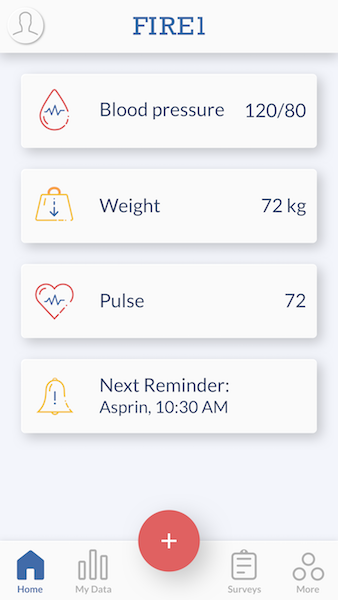 FIRE1
Blood pressure 120/80
Weight 72 kg
Pulse 72
Next Reminder:
Asprin, 10:30 AM
+
Home My Data Surveys More